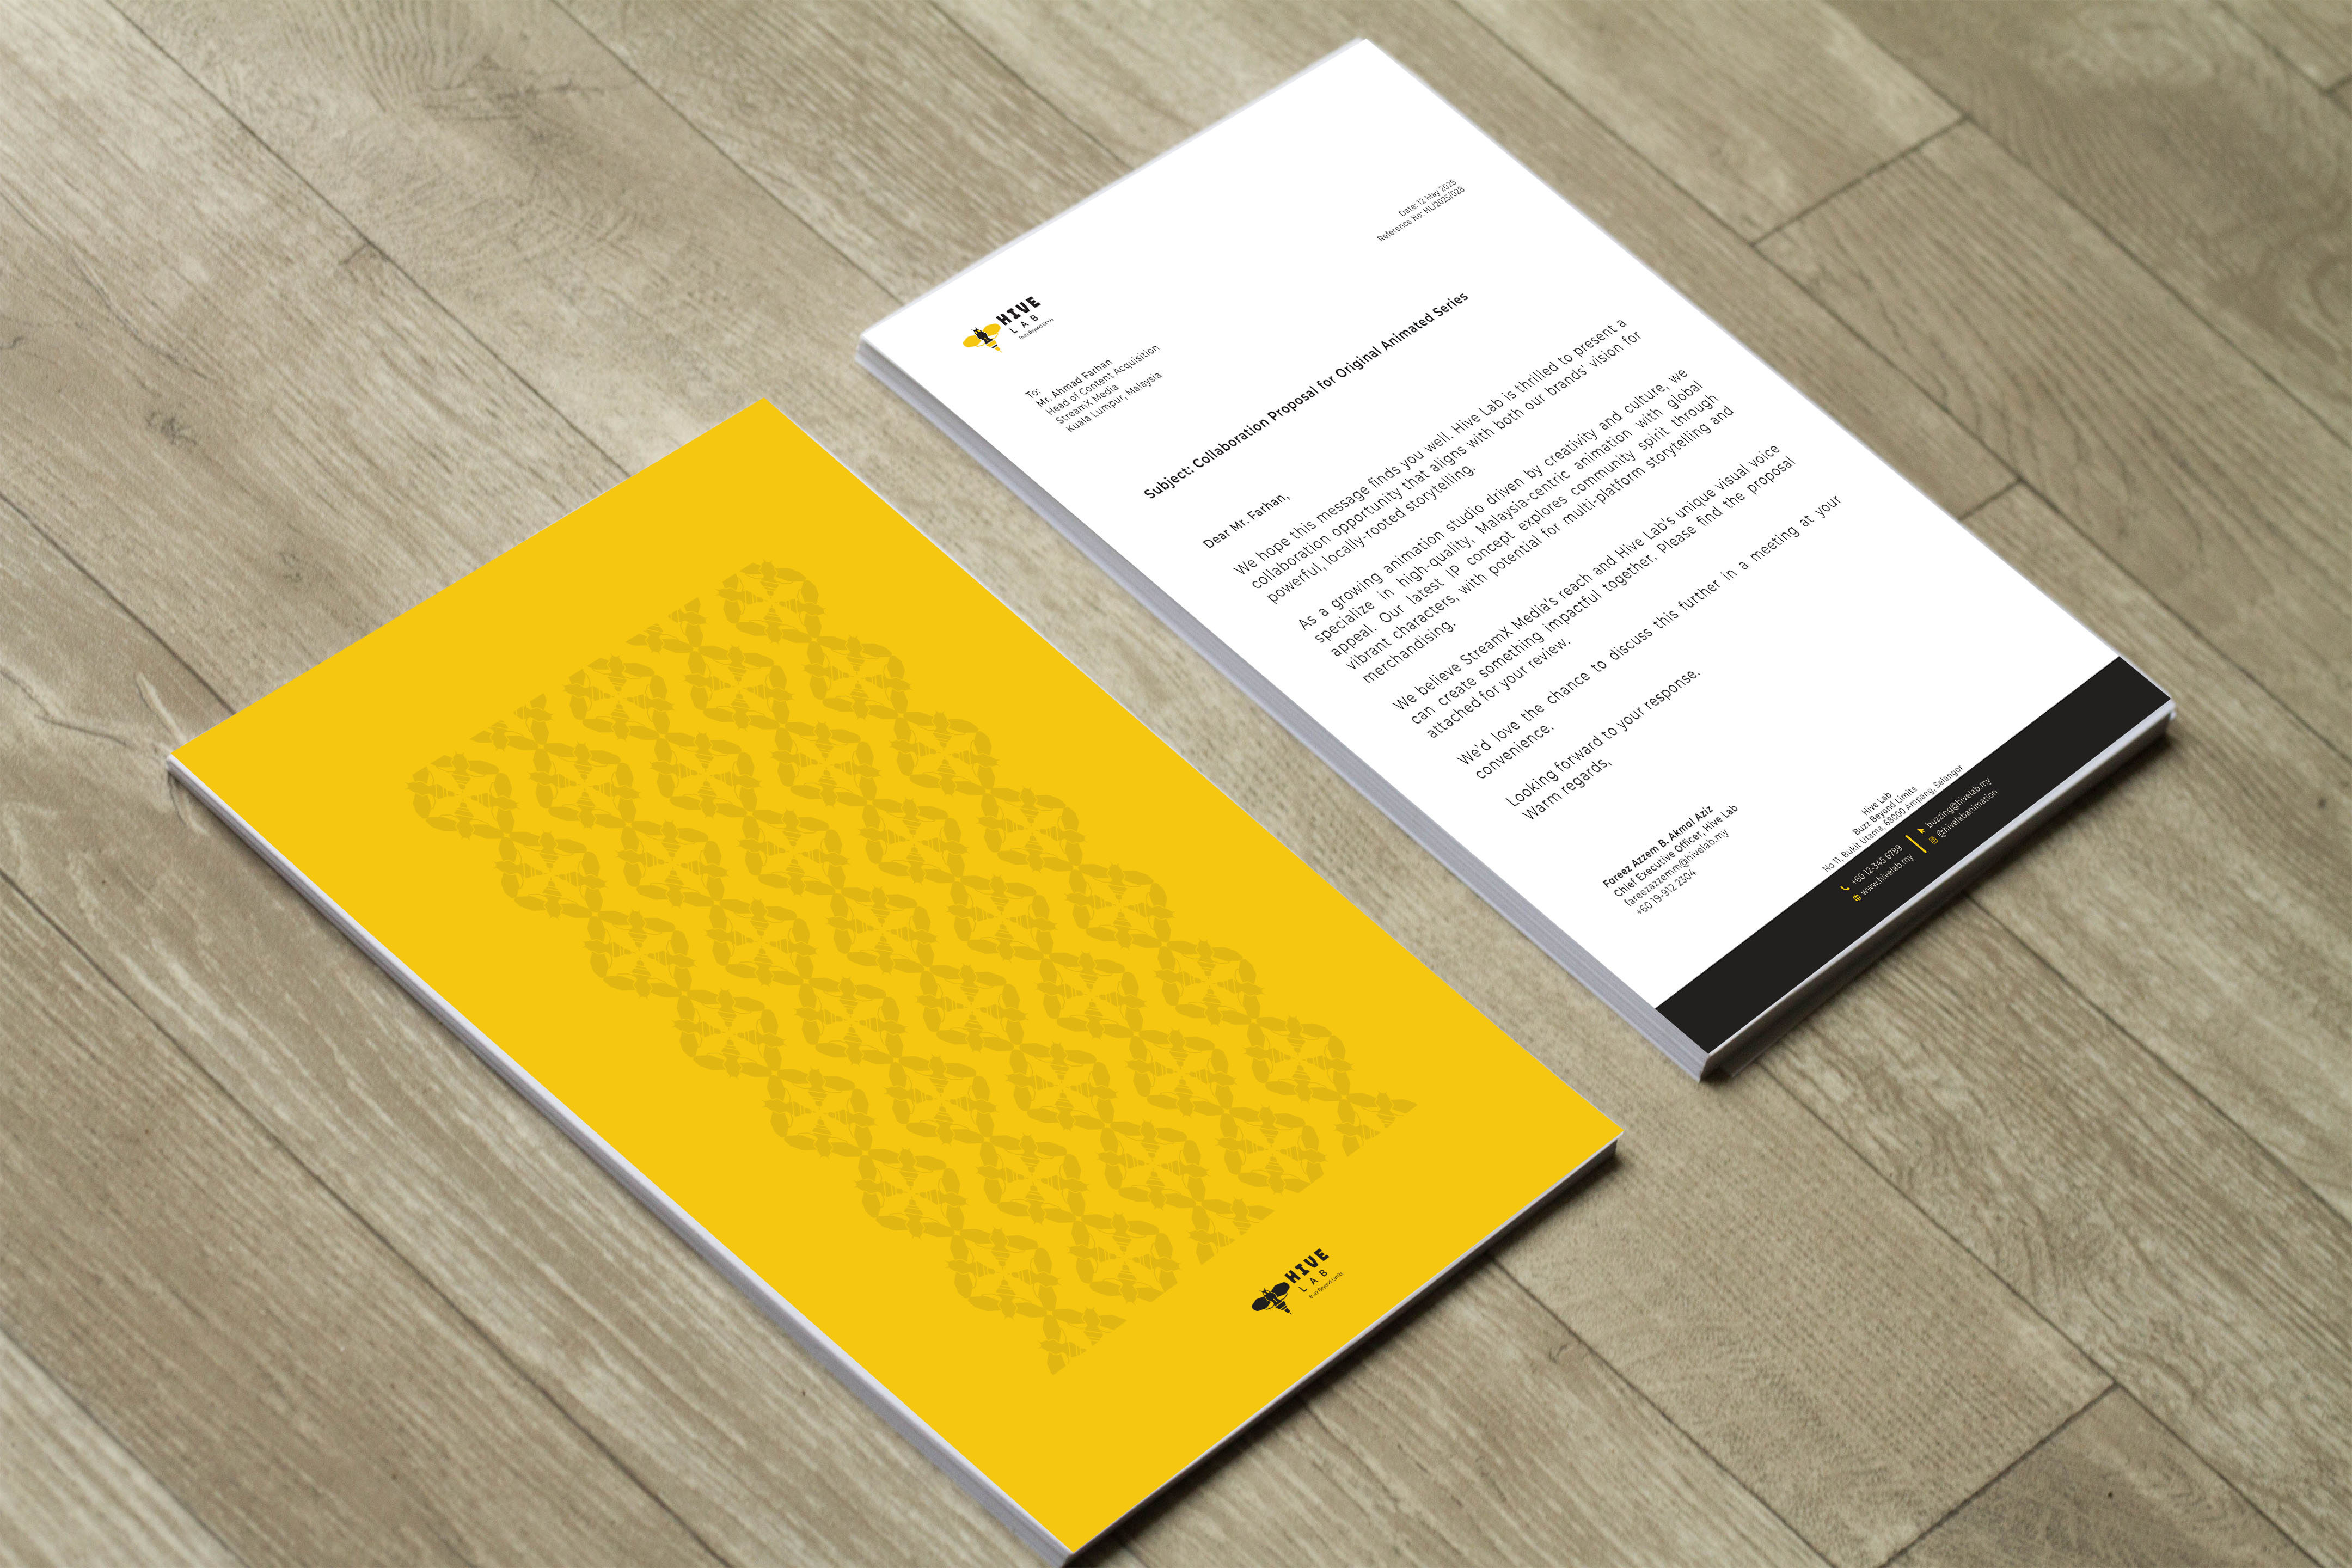 Date: 12 May 2025
Reference No: HL/2025/028
HIVE
LAB
Buzz Beyond Limits
To:
Mr. Ahmad Farhan
Head of Content Acquisition
StreamX Media
Kuala Lumpur, Malaysia
Subject: Collaboration Proposal for Original Animated Series
Dear Mr. Farhan,
We hope this message finds you well. Hive Lab is thrilled to present a
collaboration opportunity that aligns with both our brands' vision for
powerful, locally-rooted storytelling.
As a growing animation studio driven by creativity and culture, we
specialize in high-quality, Malaysia-centric animation with global
appeal. Our latest IP concept explores community spirit through
vibrant characters, with potential for multi-platform storytelling and
merchandising.
We believe StreamX Media's reach and Hive Lab's unique visual voice
can create something impactful together. Please find the proposal
attached for your review.
We'd love the chance to discuss this further in a meeting at your
convenience.
Looking forward to your response.
Warm regards,
Fareez Azzem B. Akmal Aziz
Chief Executive Officer, Hive Lab
fareezazzemm@hivelab.my
+60 19-912 2304
Hive Lab
Buzz Beyond Limits
No 11, Bukit Utama, 68000 Ampang, Selangor
+60 12-345 6789
www.hivelab.my
buzzing@hivelab.my
@hivelabanimation
HIVE
LAB
Buzz Beyond Limits